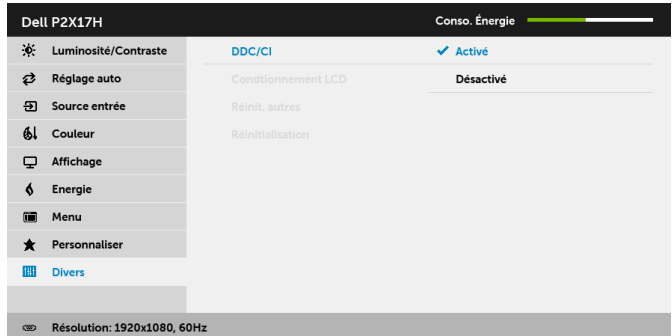 Dell P2X17H Conso. Énergie
Luminosité/Contraste DDC/CI Activé
Réglage auto Condtionnement LCD Désactivé
Source entrée Réinit. autres
Couleur Réinitialisation
Affichage
Energie
Menu
Personnaliser
Divers
Résolution: 1920x1080, 60Hz